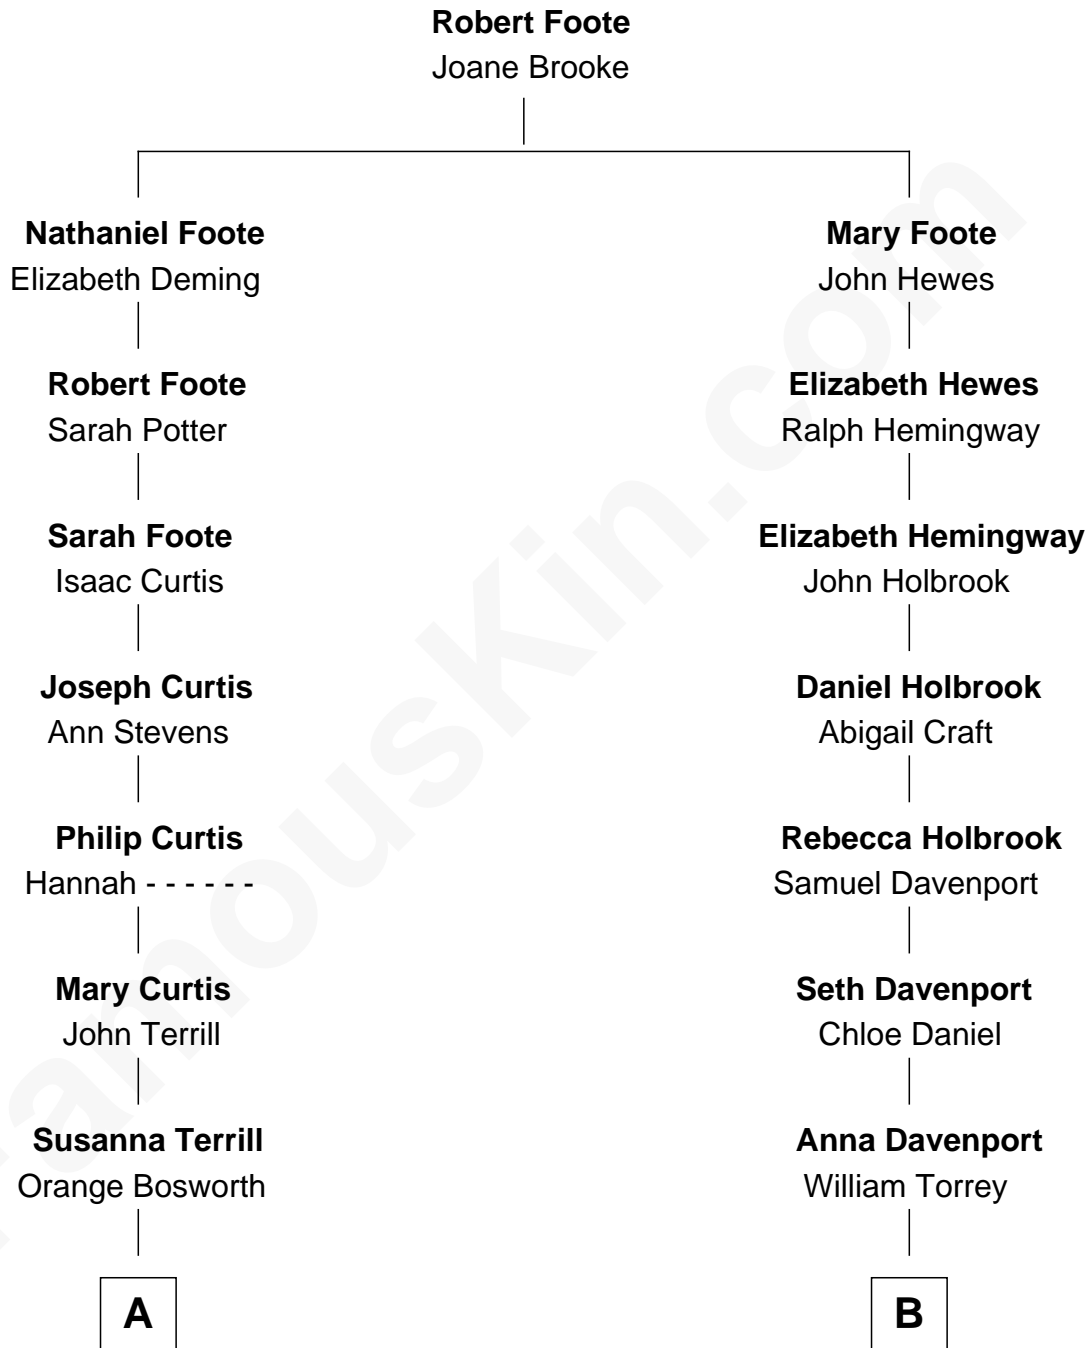 Robert Foote
Joane Brooke
Nathaniel Foote
Elizabeth Deming
Mary Foote
John Hewes
Robert Foote
Sarah Potter
Elizabeth Hewes
Ralph Hemingway
Sarah Foote
Isaac Curtis
Elizabeth Hemingway
John Holbrook
Joseph Curtis
Ann Stevens
Daniel Holbrook
Abigail Craft
Philip Curtis
Hannah - - - - - -
Rebecca Holbrook
Samuel Davenport
Mary Curtis
John Terrill
Seth Davenport
Chloe Daniel
Susanna Terrill
Orange Bosworth
Anna Davenport
William Torrey
A
B
FamousKin.com